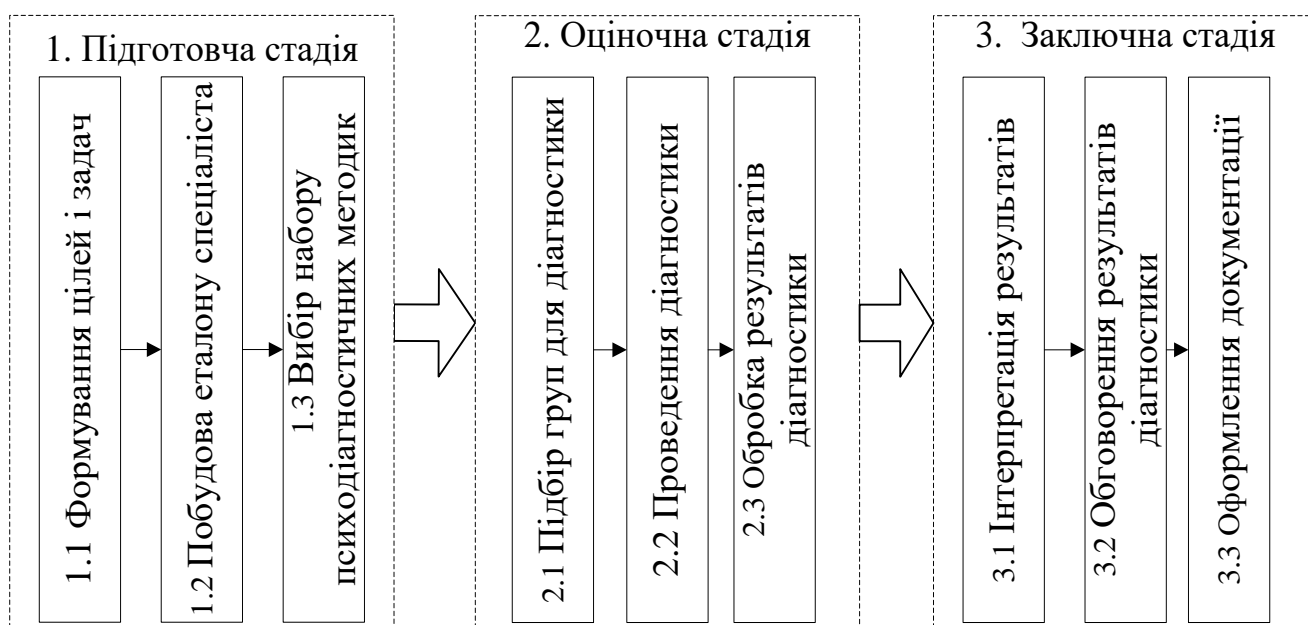 1. Підготовча стадія
1.1 Формування цілей і задач
1.2 Побудова еталону спеціаліста
1.3 Вибір набору
психодіагностичних методик
2. Оціночна стадія
2.1 Підбір груп для діагностики
2.2 Проведення діагностики
2.3 Обробка результатів
діагностики
3. Заключна стадія
3.1 Інтерпретація результатів
3.2 Обговорення результатів
діагностики
3.3 Оформлення документації